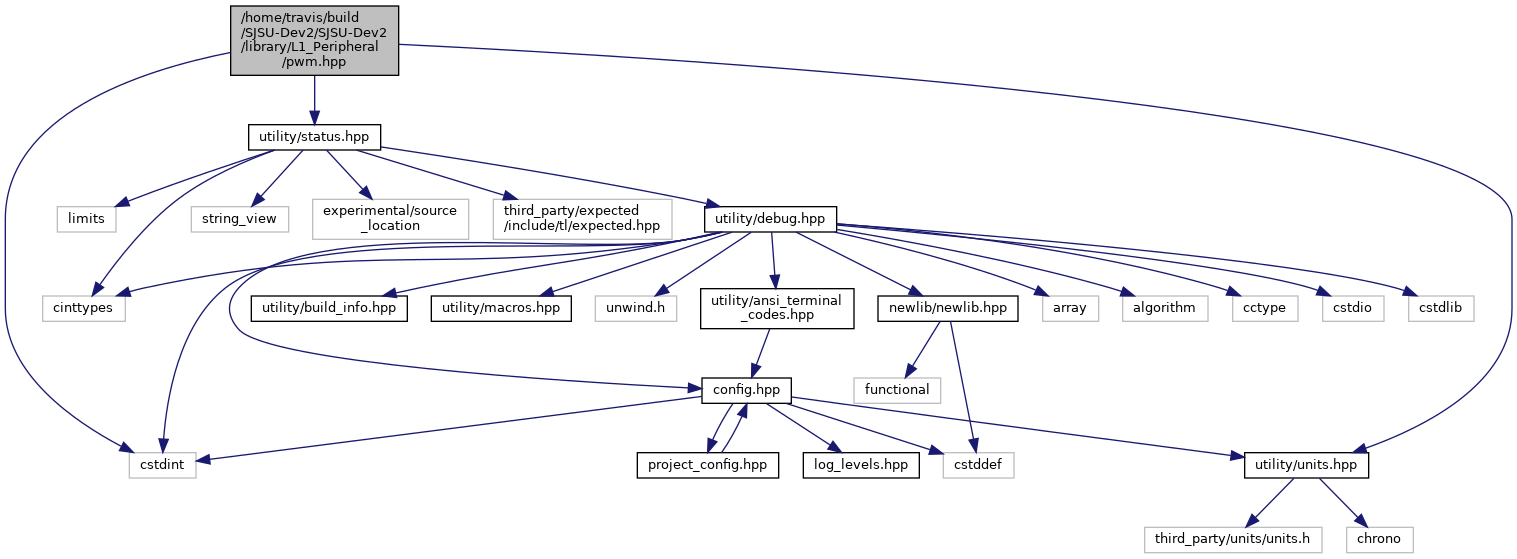 /home/travis/build
/SJSU-Dev2/SJSU-Dev2
/library/L1_Peripheral
/pwm.hpp
utility/status.hpp
limits
string_view
experimental/source
_location
third_party/expected
/include/tl/expected.hpp
utility/debug.hpp
cinttypes
utility/build_info.hpp
utility/macros.hpp
unwind.h
utility/ansi_terminal
_codes.hpp
newlib/newlib.hpp
array
algorithm
cctype
cstdio
cstdlib
config.hpp
functional
cstdint
project_config.hpp
log_levels.hpp
cstddef
utility/units.hpp
third_party/units/units.h
chrono